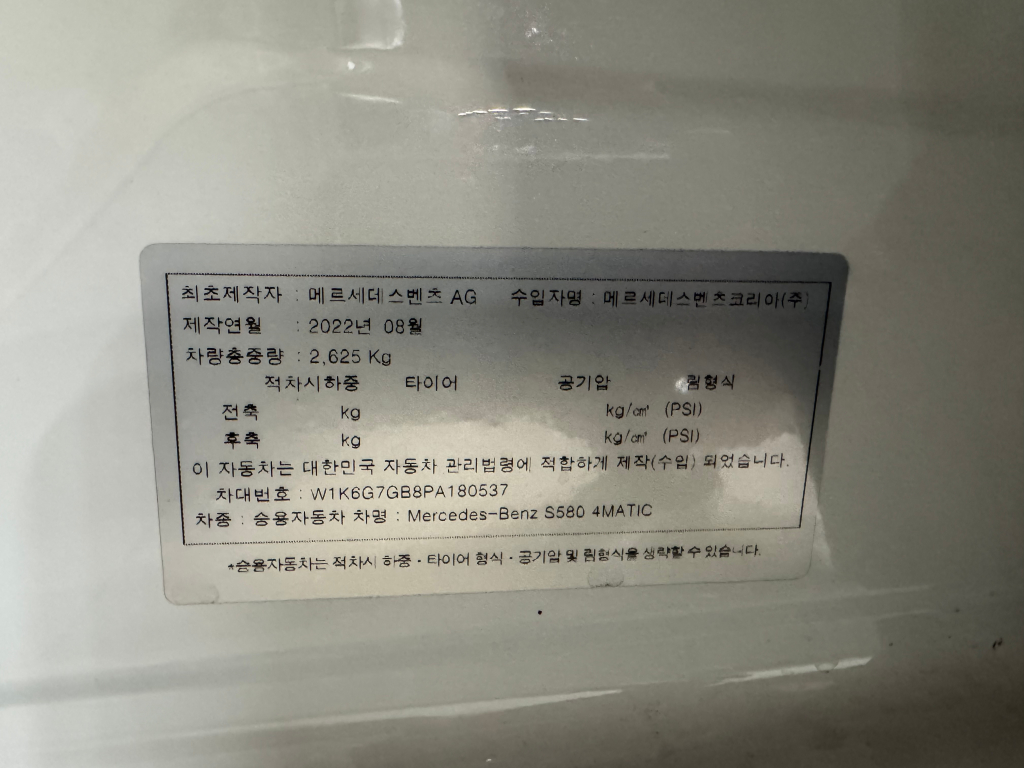 최초제작자 : 메르세데스벤츠 AG 수입자명 : 메르세데스벤츠코리아(주)
제작연월 : 2022년 08월
차량총중량 : 2,625 Kg
적차시하중 타이어 공기압 림형식
전축 kg kg/㎠ (PSI)
후축 kg kg/㎠ (PSI)
이 자동차는 대한민국 자동차 관리법령에 적합하게 제작(수입) 되었습니다.
차대번호 : W1K6G7GB8PA180537
차종 : 승용자동차 차명 : Mercedes-Benz S580 4MATIC
*승용자동차는 적차시 하중 · 타이어 형식 · 공기압 및 림형식을 생략할 수 있습니다.